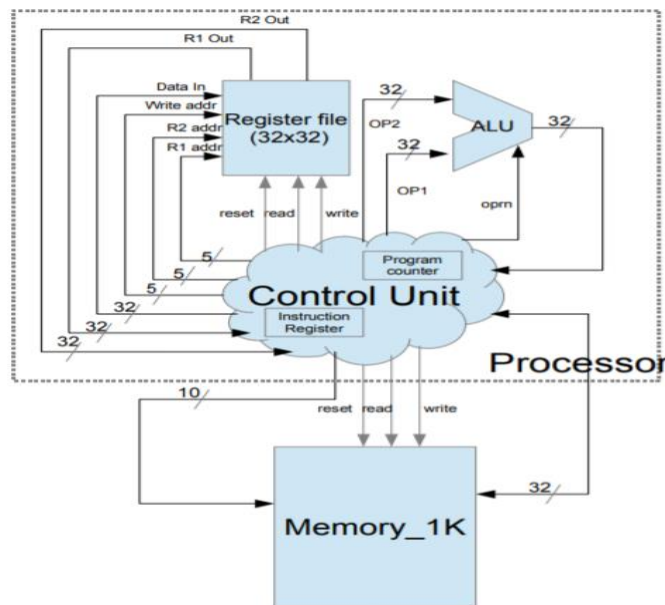 R2 Out
R1 Out
Data In
Write addr
R2 addr
R1 addr
Register file
(32x32)
32
OP2
32
OP1
ALU
32
oprn
reset read write
5
5
5
32
32
32
Program
counter
Control Unit
Instruction
Register
Processor
10
reset read write
32
Memory_1K